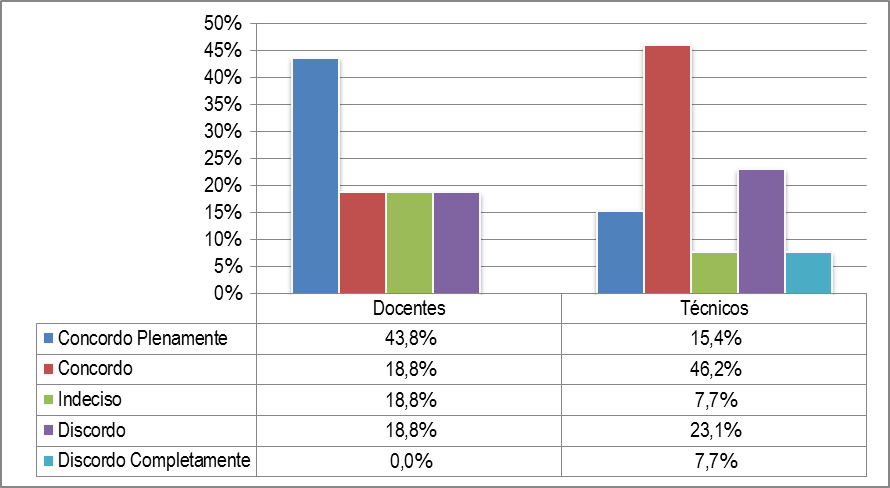 50%
45%
40%
35%
30%
25%
20%
15%
10%
5%
0%
Docentes Técnicos
Concordo Plenamente 43,8% 15,4%
Concordo 18,8% 46,2%
Indeciso 18,8% 7,7%
Discordo 18,8% 23,1%
Discordo Completamente 0,0% 7,7%